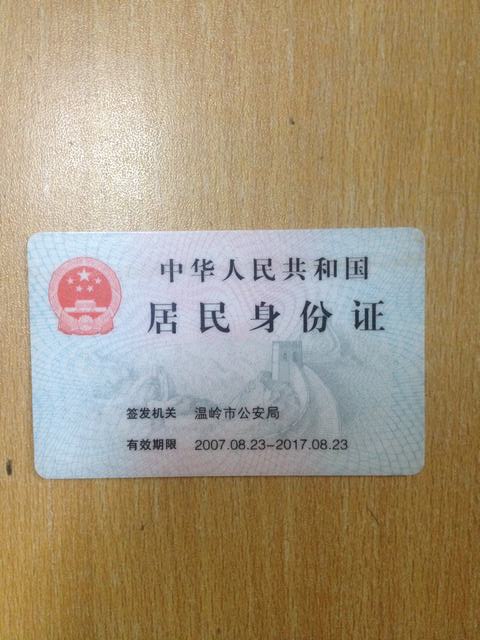 中华人民共和国
居民身份证
签发机关 温岭市公安局
有效期限 2007.08.23-2017.08.23